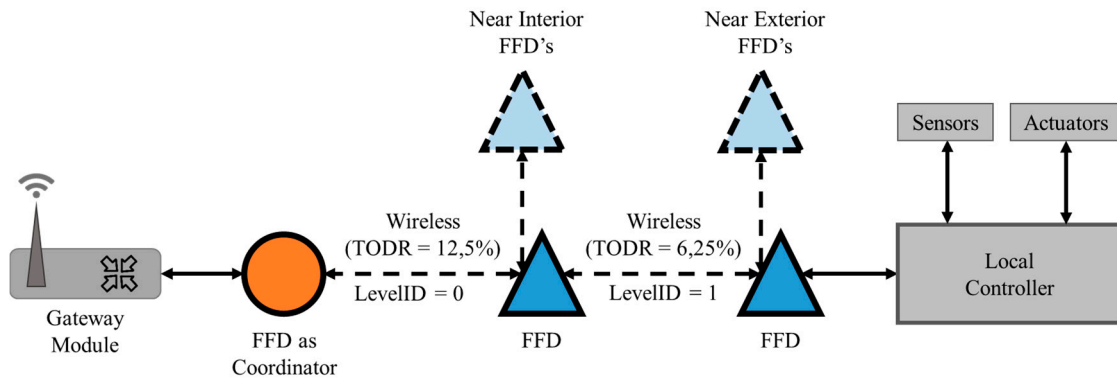 Near Interior
FFD's
Near Exterior
FFD's
Sensors
Actuators
Wireless
(TODR = 12,5%)
LevelID = 0
Wireless
(TODR = 6,25%)
LevelID = 1
Local
Controller
Gateway
Module
FFD as
Coordinator
FFD
FFD